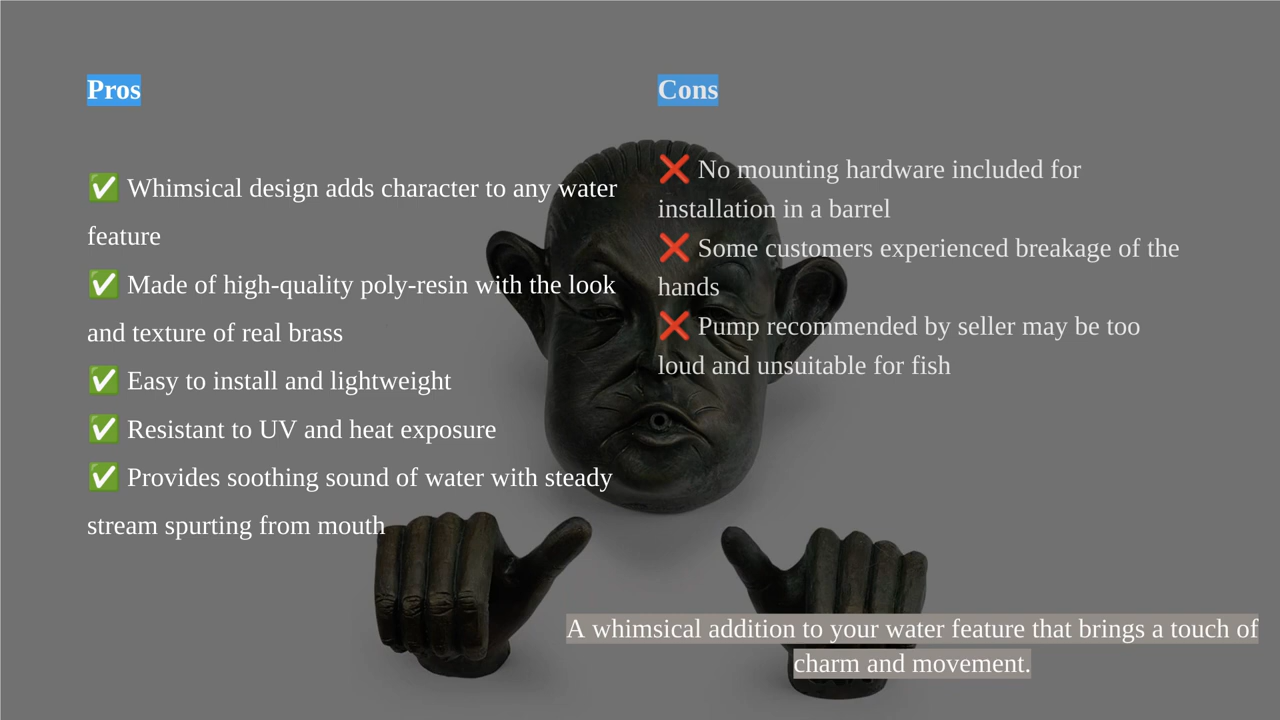 Pros
✅ Whimsical design adds character to any water
feature
✅ Made of high-quality poly-resin with the look
and texture of real brass
✅ Easy to install and lightweight
✅ Resistant to UV and heat exposure
✅ Provides soothing sound of water with steady
stream spurting from mouth
Cons
❌ No mounting hardware included for
installation in a barrel
❌ Some customers experienced breakage of the
hands
❌ Pump recommended by seller may be too
loud and unsuitable for fish
A whimsical addition to your water feature that brings a touch of
charm and movement.